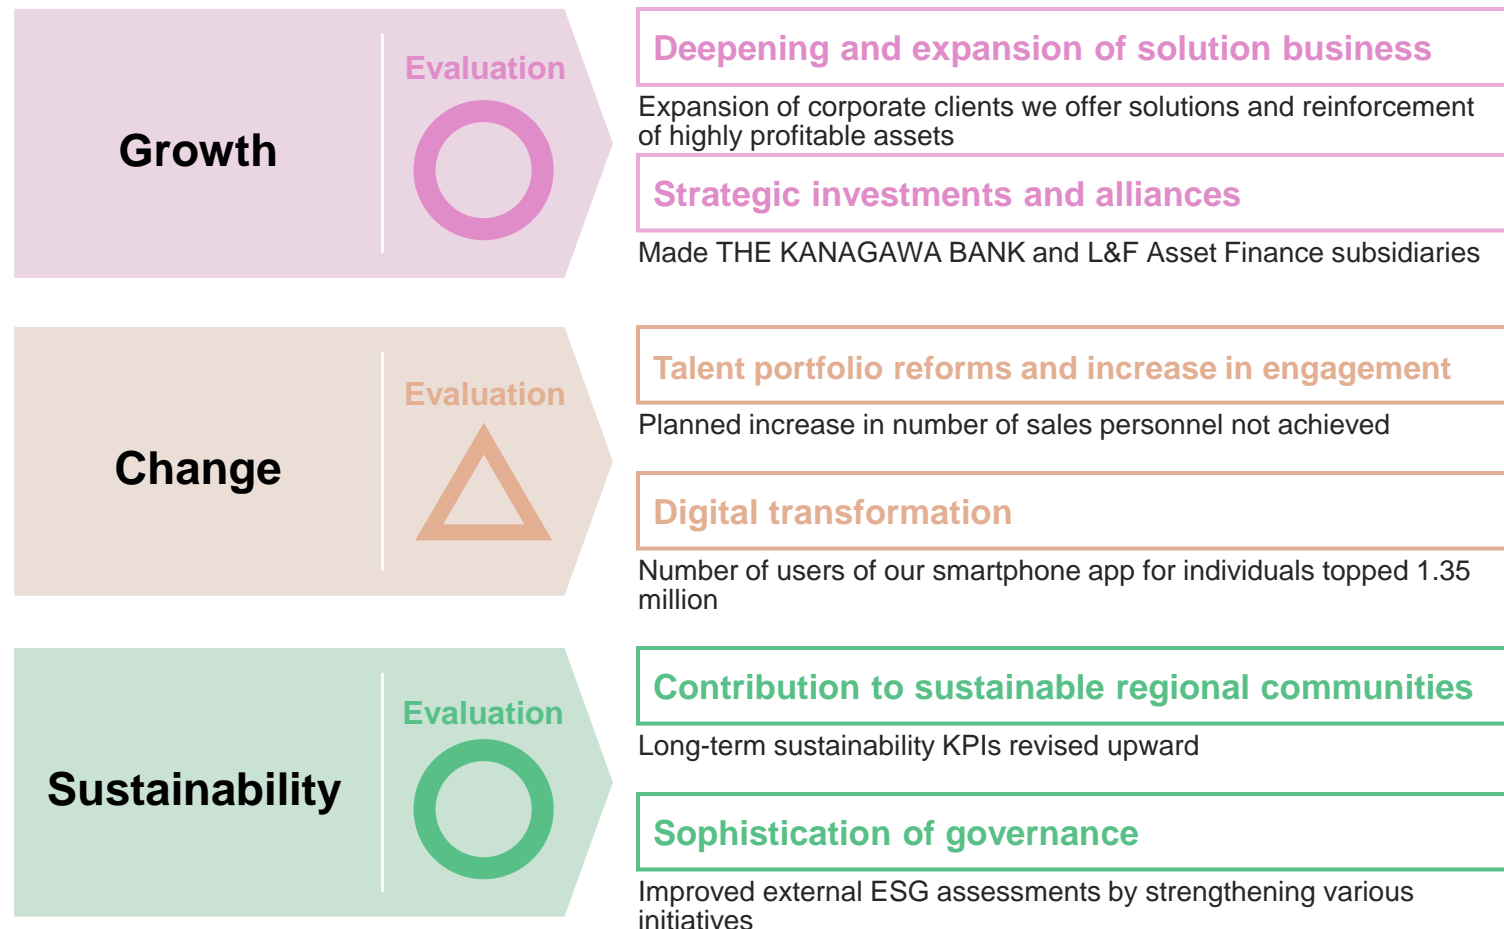 Growth
Evaluation
Deepening and expansion of solution business
Expansion of corporate clients we offer solutions and reinforcement
of highly profitable assets
Strategic investments and alliances
Made THE KANAGAWA BANK and L&F Asset Finance subsidiaries
Change
Evaluation
Talent portfolio reforms and increase in engagement
Planned increase in number of sales personnel not achieved
Digital transformation
Number of users of our smartphone app for individuals topped 1.35
million
Sustainability
Evaluation
Contribution to sustainable regional communities
Long-term sustainability KPIs revised upward
Sophistication of governance
Improved external ESG assessments by strengthening various
initiatives